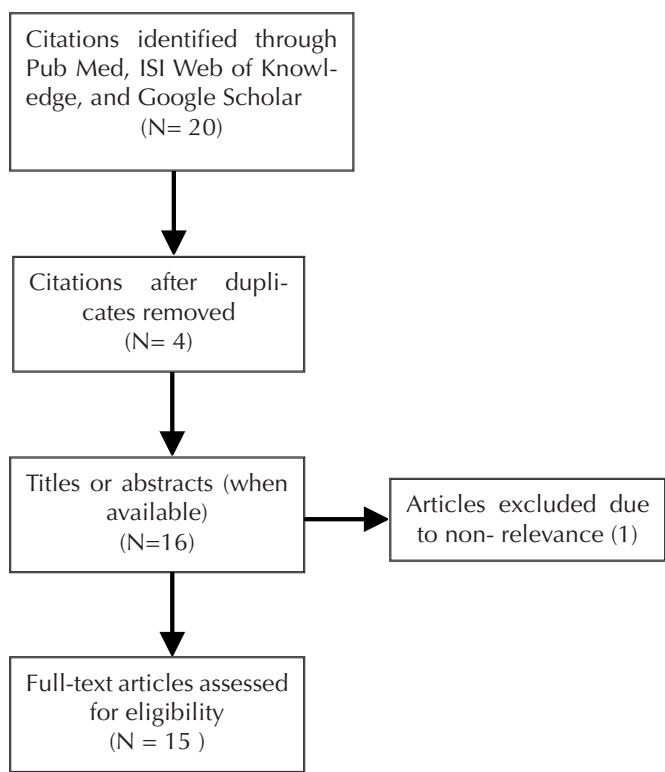 Citations identified through
Pub Med, ISI Web of Knowl-
edge, and Google Scholar
(N= 20)
Citations after dupli-
cates removed
(N= 4)
Titles or abstracts (when
available)
(N=16)
Articles excluded due
to non- relevance (1)
Full-text articles assessed
for eligibility
(N = 15 )